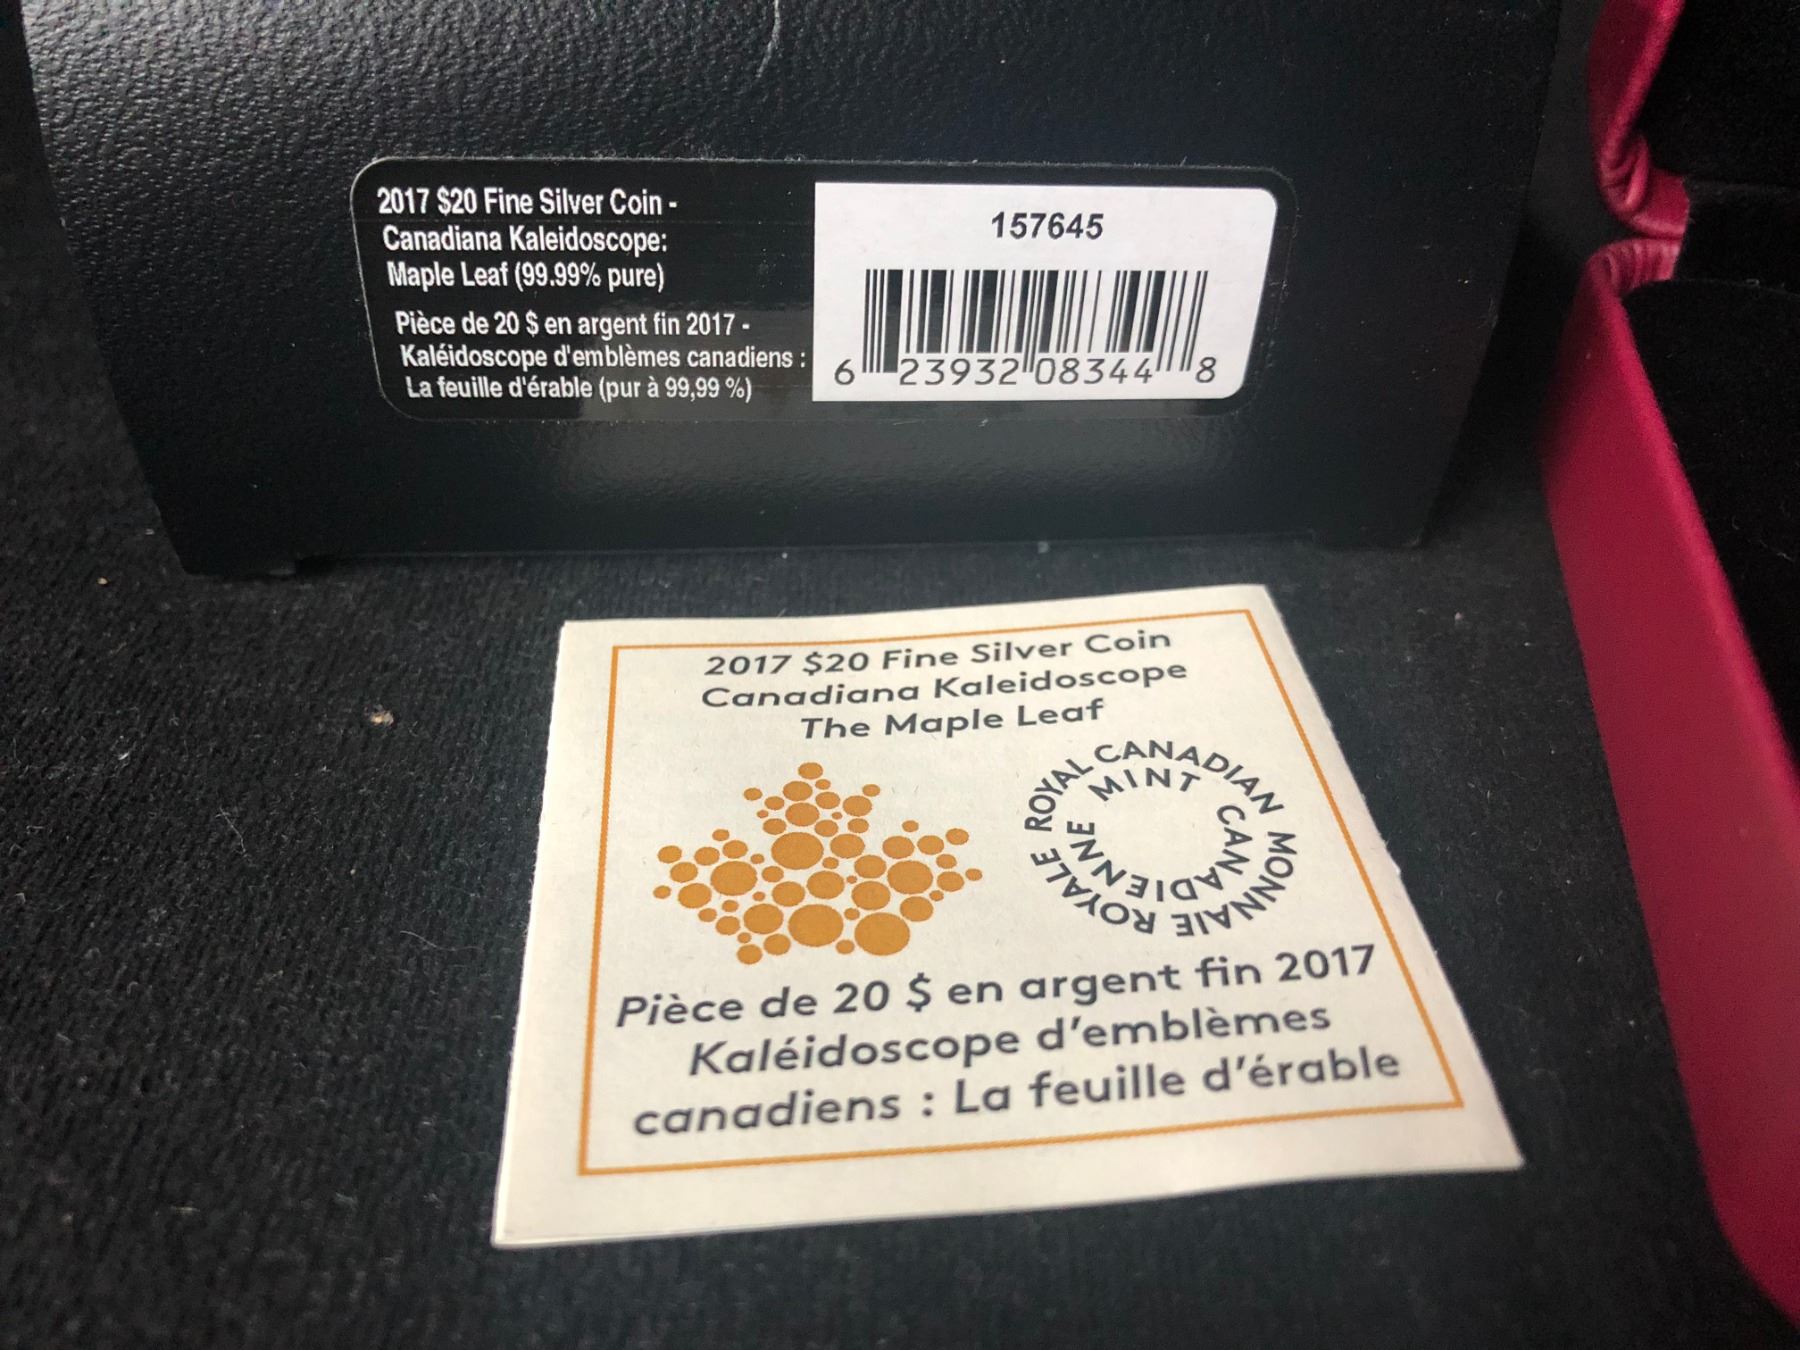 2017 $20 Fine Silver Coin -
Canadiana Kaleidoscope:
Maple Leaf (99.99% pure)
Pièce de 20 $ en argent fin 2017 -
Kaléidoscope d'emblèmes canadiens :
La feuille d'érable (pur à 99,99 %)
157645
6 23932 08344 8
2017 $20 Fine Silver Coin
Canadiana Kaleidoscope
The Maple Leaf
ROYAL CANADIAN MINT
MONNAIE ROYALE CANADIENNE
Pièce de 20 $ en argent fin 2017
Kaléidoscope d'emblèmes
canadiens : La feuille d'érable